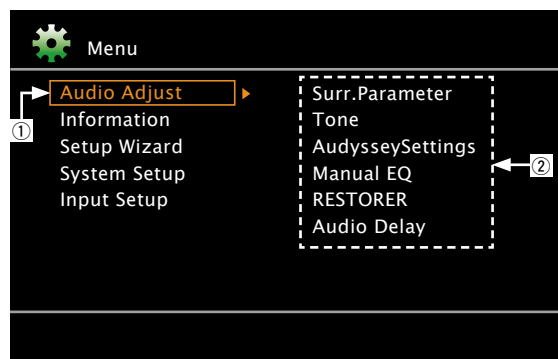 Menu
① Audio Adjust
Information
Setup Wizard
System Setup
Input Setup
Surr.Parameter
Tone
AudysseySettings
Manual EQ
RESTORER
Audio Delay
②